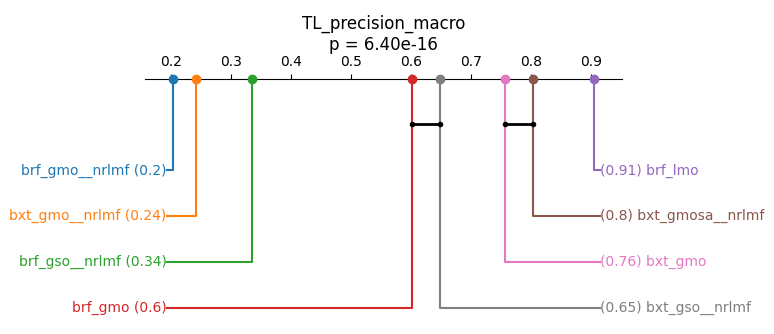 TL_precision_macro
p = 6.40e-16
0.2 0.3 0.4 0.5 0.6 0.7 0.8 0.9
brf_gmo__nrlmf (0.2)
(0.91) brf_lmo
bxt_gmo__nrlmf (0.24)
(0.8) bxt_gmosa__nrlmf
brf_gso__nrlmf (0.34)
(0.76) bxt_gmo
brf_gmo (0.6)
(0.65) bxt_gso__nrlmf